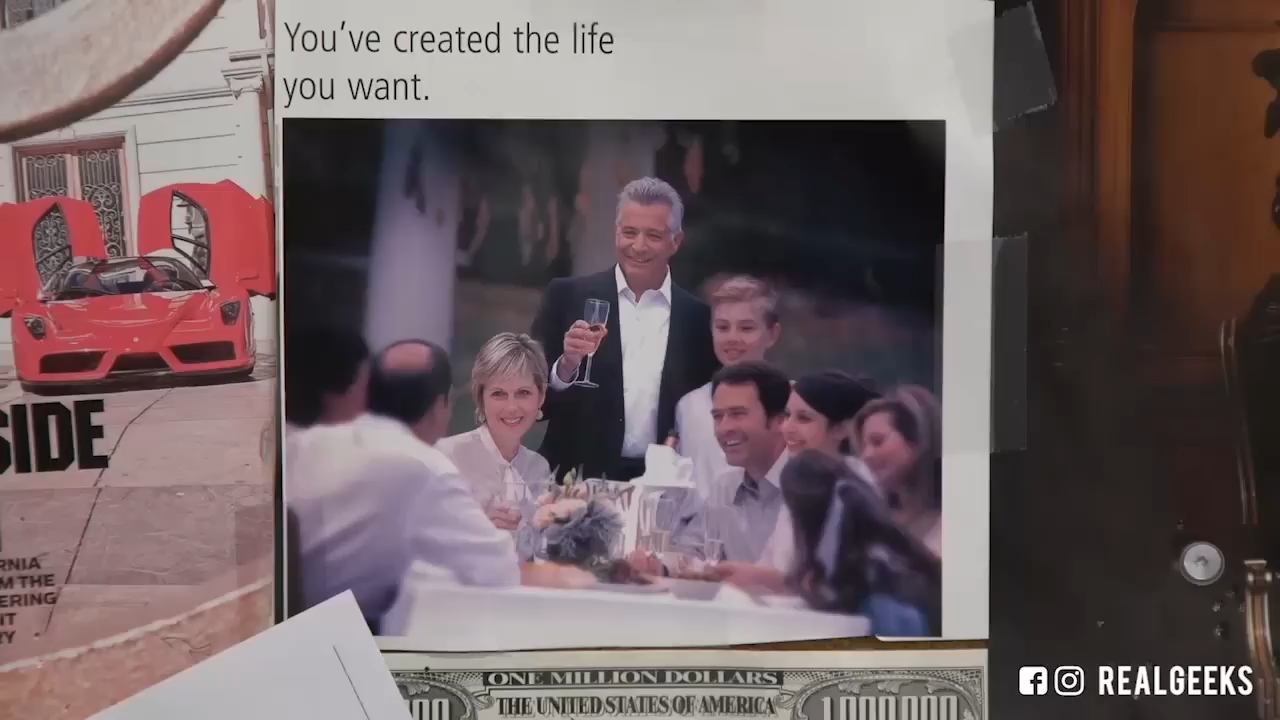 You've created the life
you want.
SIDE
RNIA
M THE
ERING
IT
RY
ONE MILLION DOLLARS
THE UNITED STATES OF AMERICA
1000000
REALGEEKS